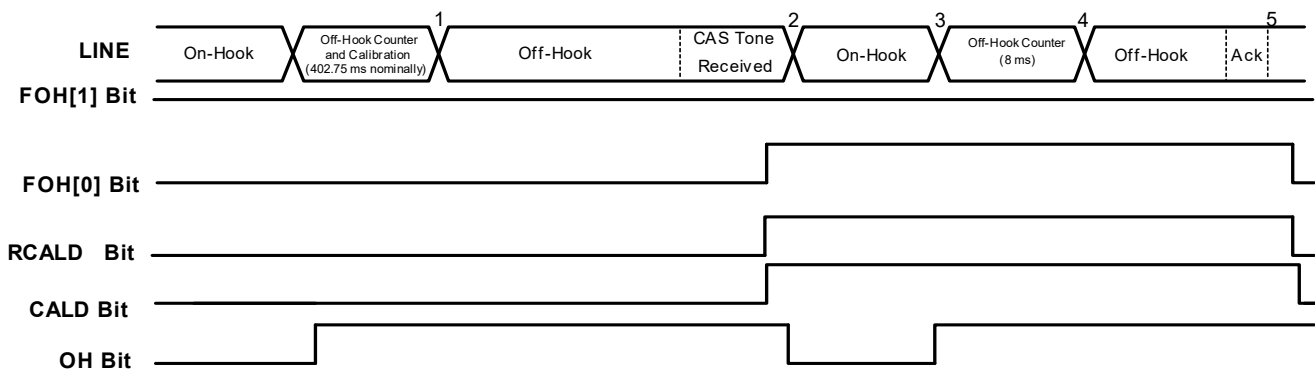 1 2 3 4 5
LINE
On-Hook
Off-Hook Counter
and Calibration
(402.75 ms nominally)
Off-Hook
CAS Tone
Received
On-Hook
Off-Hook Counter
(8 ms)
Off-Hook
Ack
FOH[1] Bit
FOH[0] Bit
RCALD Bit
CALD Bit
OH Bit